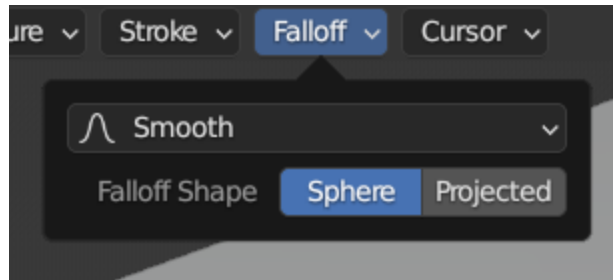 ure Stroke Falloff Cursor
Smooth
Falloff Shape Sphere Projected